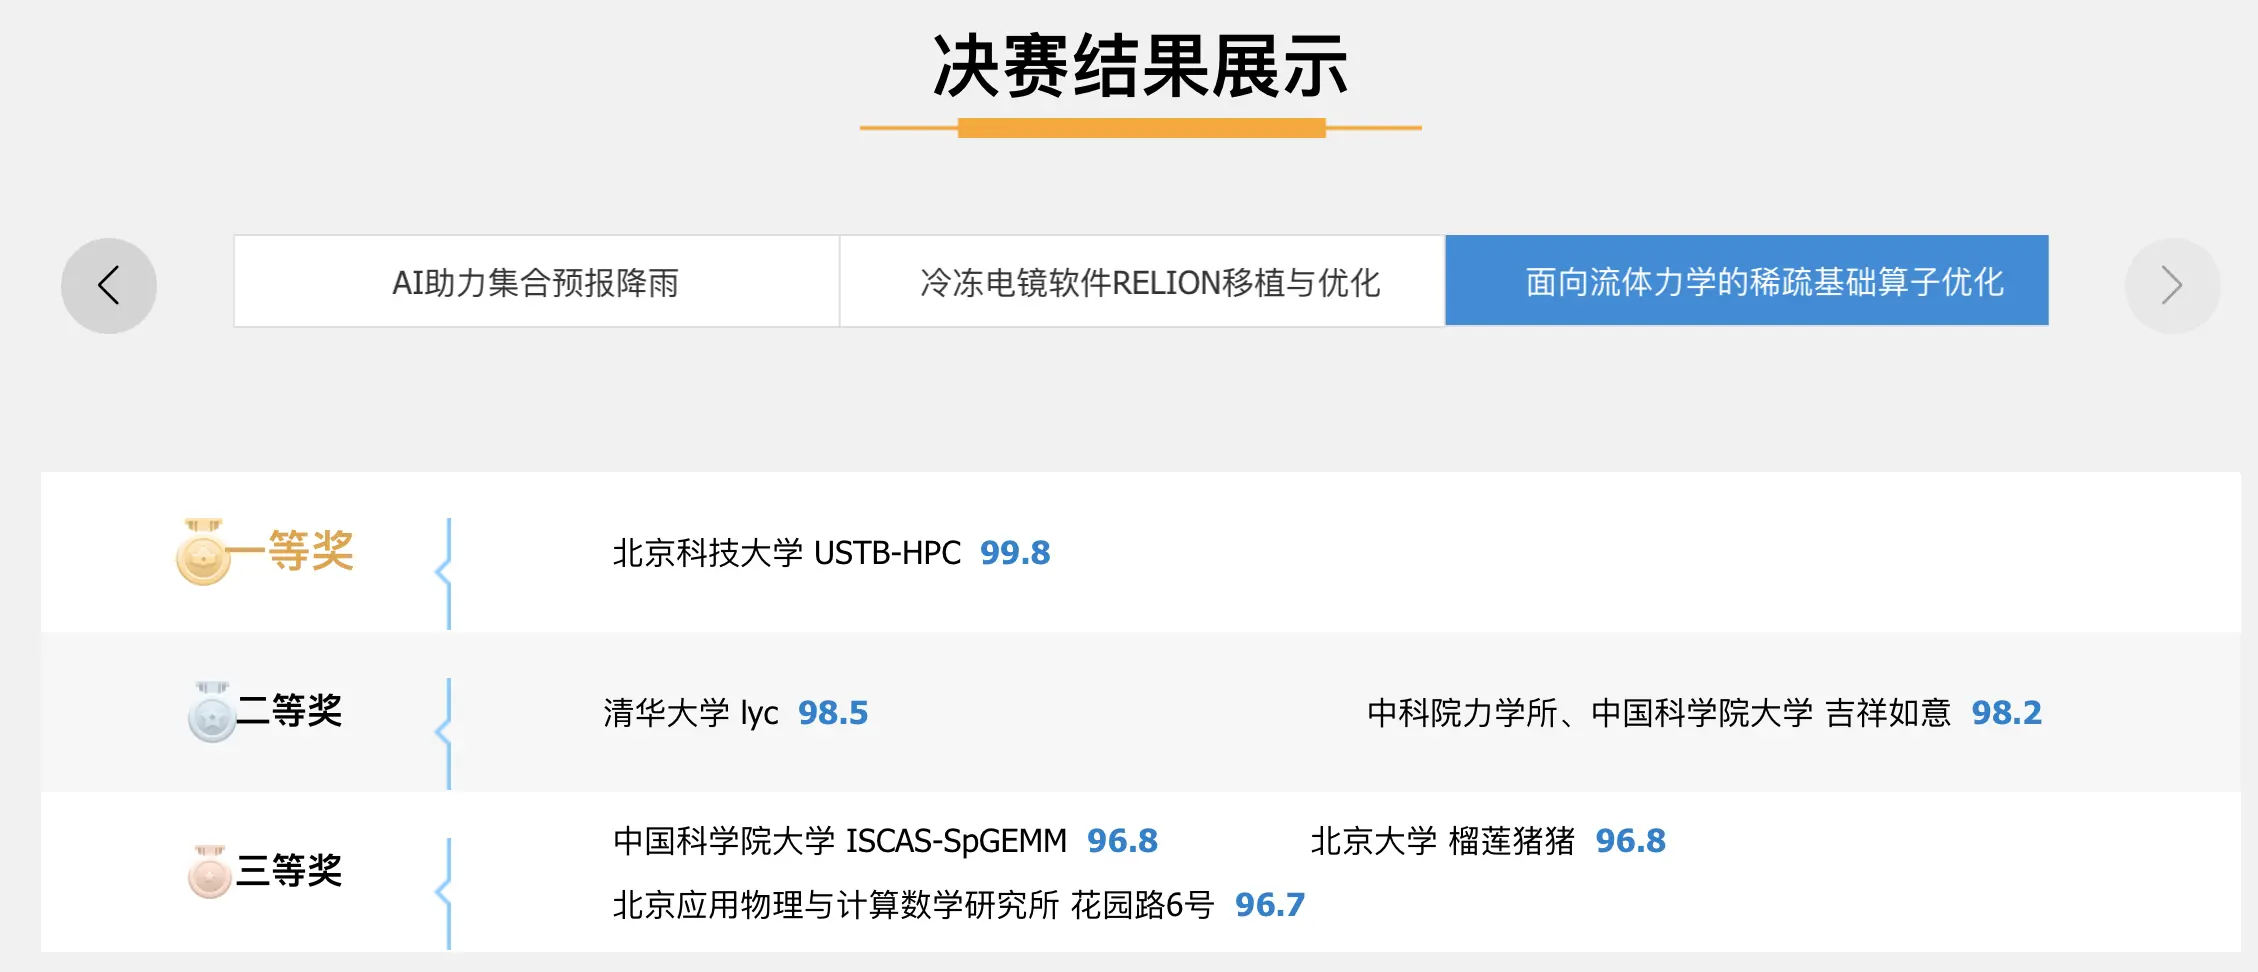 决赛结果展示
AI助力集合预报降雨 冷冻电镜软件RELION移植与优化 面向流体力学的稀疏基础算子优化
一等奖 北京科技大学 USTB-HPC 99.8
二等奖 清华大学 lyc 98.5 中科院力学所、中国科学院大学 吉祥如意 98.2
三等奖 中国科学院大学 ISCAS-SpGEMM 96.8 北京大学 榴莲猪猪 96.8
北京应用物理与计算数学研究所 花园路6号 96.7